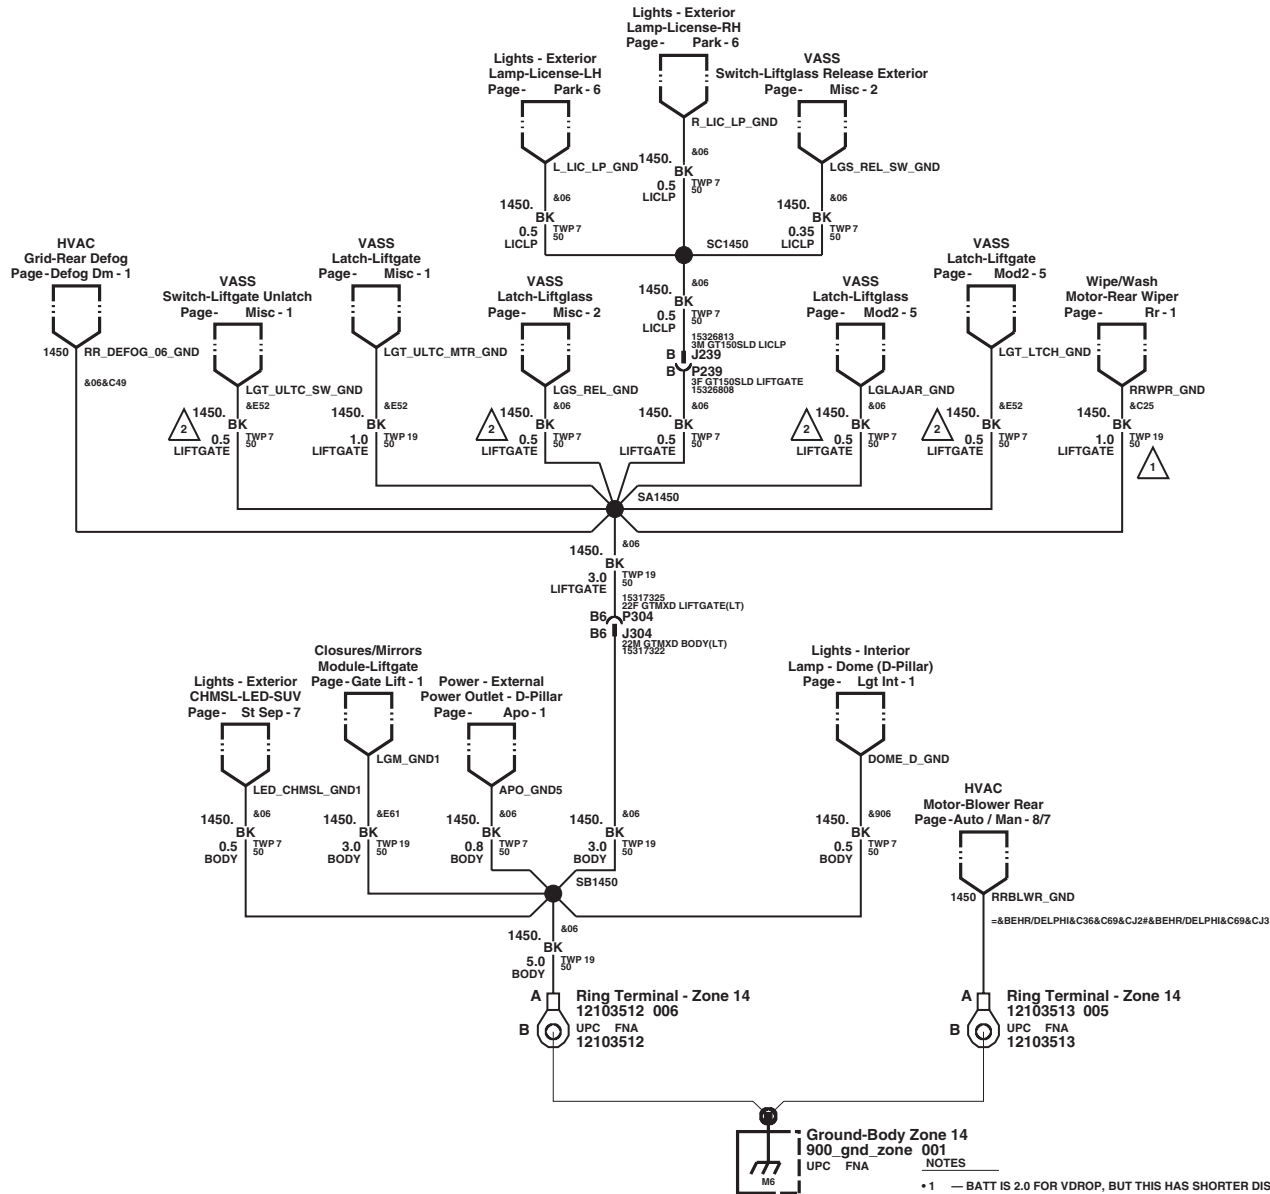 Lights - Exterior
Lamp-License-RH
Page- Park - 6
Lights - Exterior
Lamp-License-LH
Page- Park - 6
VASS
Switch-Liftglass Release Exterior
Page- Misc - 2
R_LIC_LP_GND
L_LIC_LP_GND
LGS_REL_SW_GND
1450.
&06
BK
0.5
TWP 7
50
LICLP
1450.
&06
BK
0.5
TWP 7
50
LICLP
1450.
&06
BK
0.35
TWP 7
50
LICLP
SC1450
HVAC
Grid-Rear Defog
Page-Defog Dm - 1
VASS
Switch-Liftgate Unlatch
Page- Misc - 1
VASS
Latch-Liftgate
Page- Misc - 1
VASS
Latch-Liftglass
Page- Misc - 2
1450.
&06
BK
0.5
TWP 7
50
LICLP
15326813
3M GT150SLD LICLP
B J239
B P239
3F GT150SLD LIFTGATE
15326808
VASS
Latch-Liftglass
Page- Mod2 - 5
VASS
Latch-Liftgate
Page- Mod2 - 5
Wipe/Wash
Motor-Rear Wiper
Page- Rr - 1
1450
RR_DEFOG_06_GND
&06&C49
LGT_ULTC_SW_GND
LGT_ULTC_MTR_GND
LGS_REL_GND
LGLAJAR_GND
LGT_LTCH_GND
RRWPR_GND
2
1450.
&E52
BK
0.5
TWP 7
50
LIFTGATE
1450.
&E52
BK
1.0
TWP 19
50
LIFTGATE
2
1450.
&06
BK
0.5
TWP 7
50
LIFTGATE
1450.
&06
BK
0.5
TWP 7
50
LIFTGATE
2
1450.
&06
BK
0.5
TWP 7
50
LIFTGATE
2
1450.
&E52
BK
0.5
TWP 7
50
LIFTGATE
1450.
&C25
BK
1.0
TWP 19
50
LIFTGATE
1
SA1450
1450.
&06
BK
3.0
TWP 19
50
LIFTGATE
15317325
22F GTMXD LIFTGATE(LT)
B6 P304
B6 J304
22M GTMXD BODY(LT)
15317322
Lights - Exterior
CHMSL-LED-SUV
Page- St Sep - 7
Closures/Mirrors
Module-Liftgate
Page-Gate Lift - 1
Power - External
Power Outlet - D-Pillar
Page- Apo - 1
Lights - Interior
Lamp - Dome (D-Pillar)
Page- Lgt Int - 1
LED_CHMSL_GND1
LGM_GND1
APO_GND5
DOME_D_GND
HVAC
Motor-Blower Rear
Page-Auto / Man - 8/7
1450.
&06
BK
0.5
TWP 7
50
BODY
1450.
&E61
BK
3.0
TWP 19
50
BODY
1450.
&06
BK
0.8
TWP 7
50
BODY
1450.
&06
BK
3.0
TWP 19
50
BODY
1450.
&906
BK
0.5
TWP 7
50
BODY
SB1450
1450
RRBLWR_GND
=&BEHR/DELPHI&C36&C69&CJ2#&BEHR/DELPHI&C69&CJ3
1450.
&06
BK
5.0
TWP 19
50
BODY
A
B
Ring Terminal - Zone 14
12103512 006
UPC FNA
12103512
A
B
Ring Terminal - Zone 14
12103513 005
UPC FNA
12103513
Ground-Body Zone 14
900_gnd_zone 001
UPC FNA
M6
NOTES
• 1 — BATT IS 2.0 FOR VDROP, BUT THIS HAS SHORTER DIS